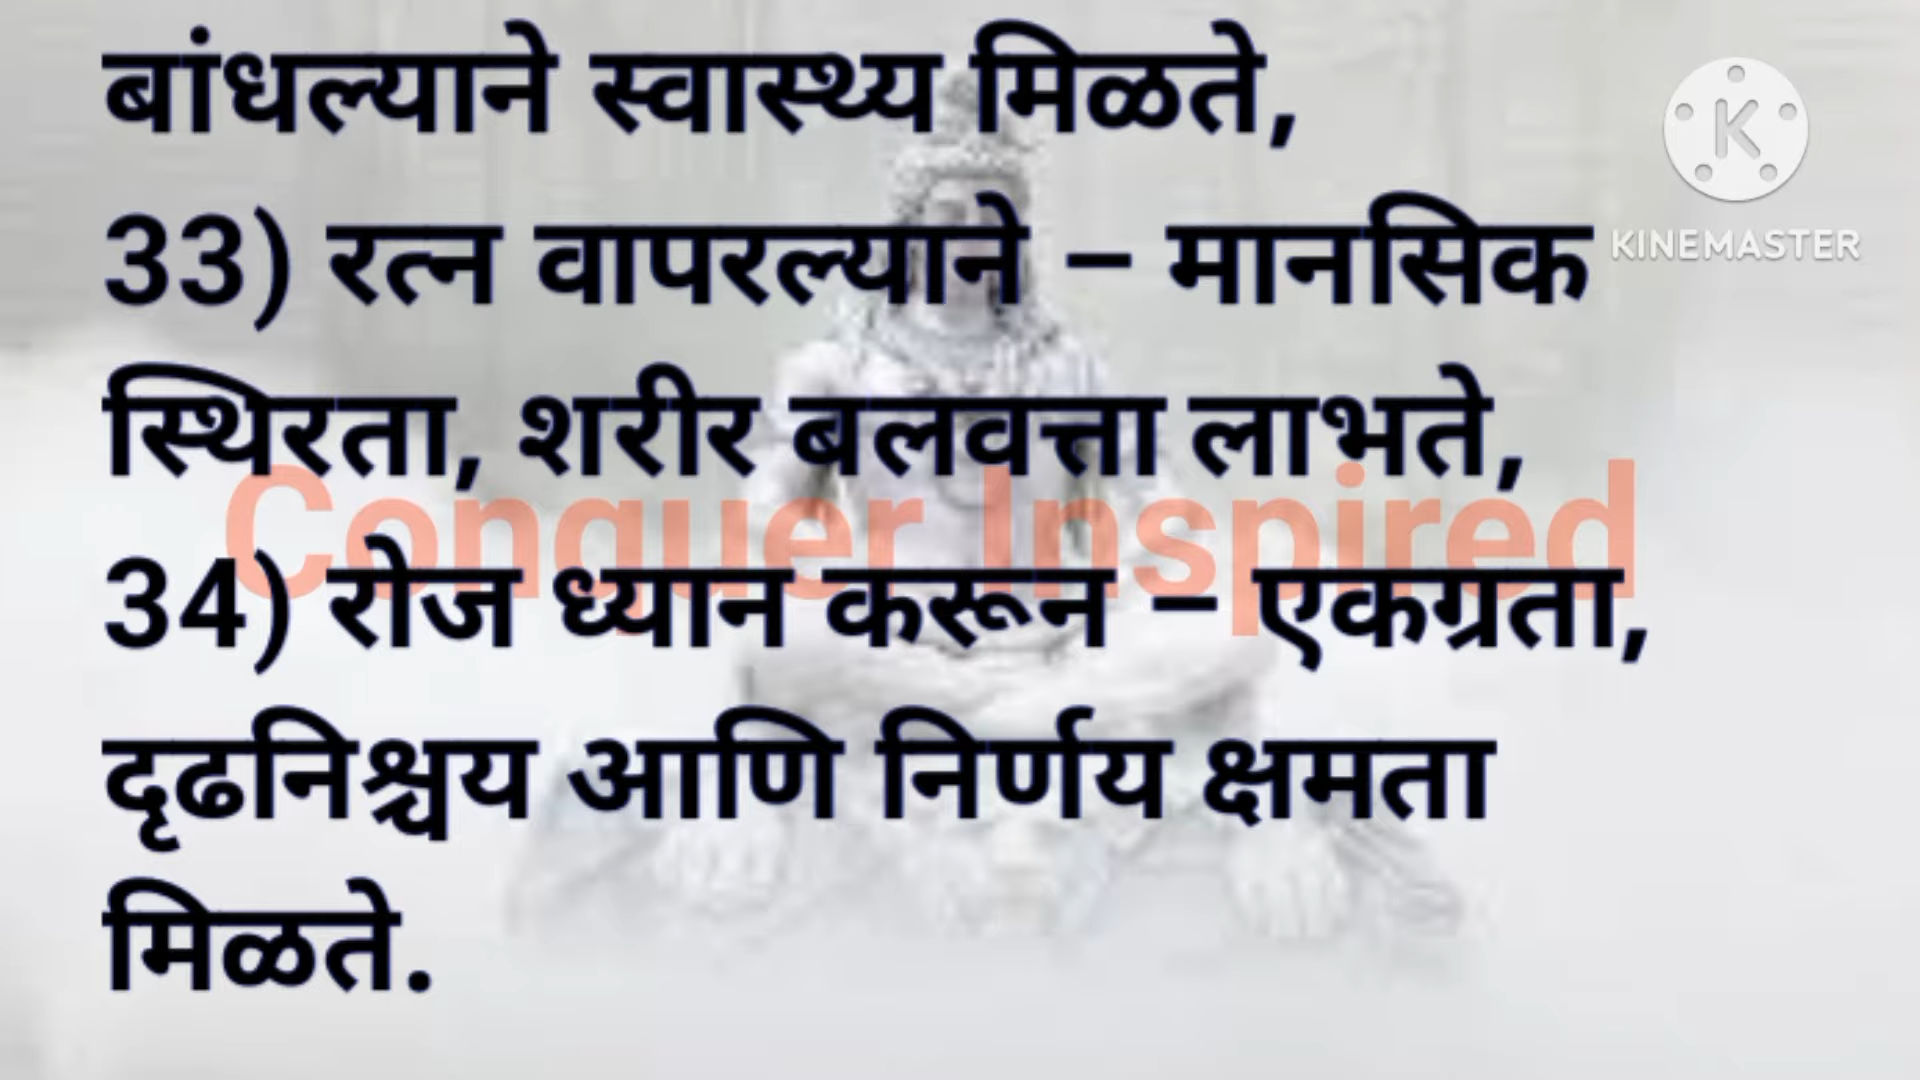 बांधल्याने स्वास्थ्य मिळते,
K
KINEMASTER
33) रत्न वापरल्याने – मानसिक
स्थिरता, शरीर बलवत्ता लाभते,
Conquer Inspired
34) रोज ध्यान करून – एकग्रता,
दृढनिश्चय आणि निर्णय क्षमता
मिळते.